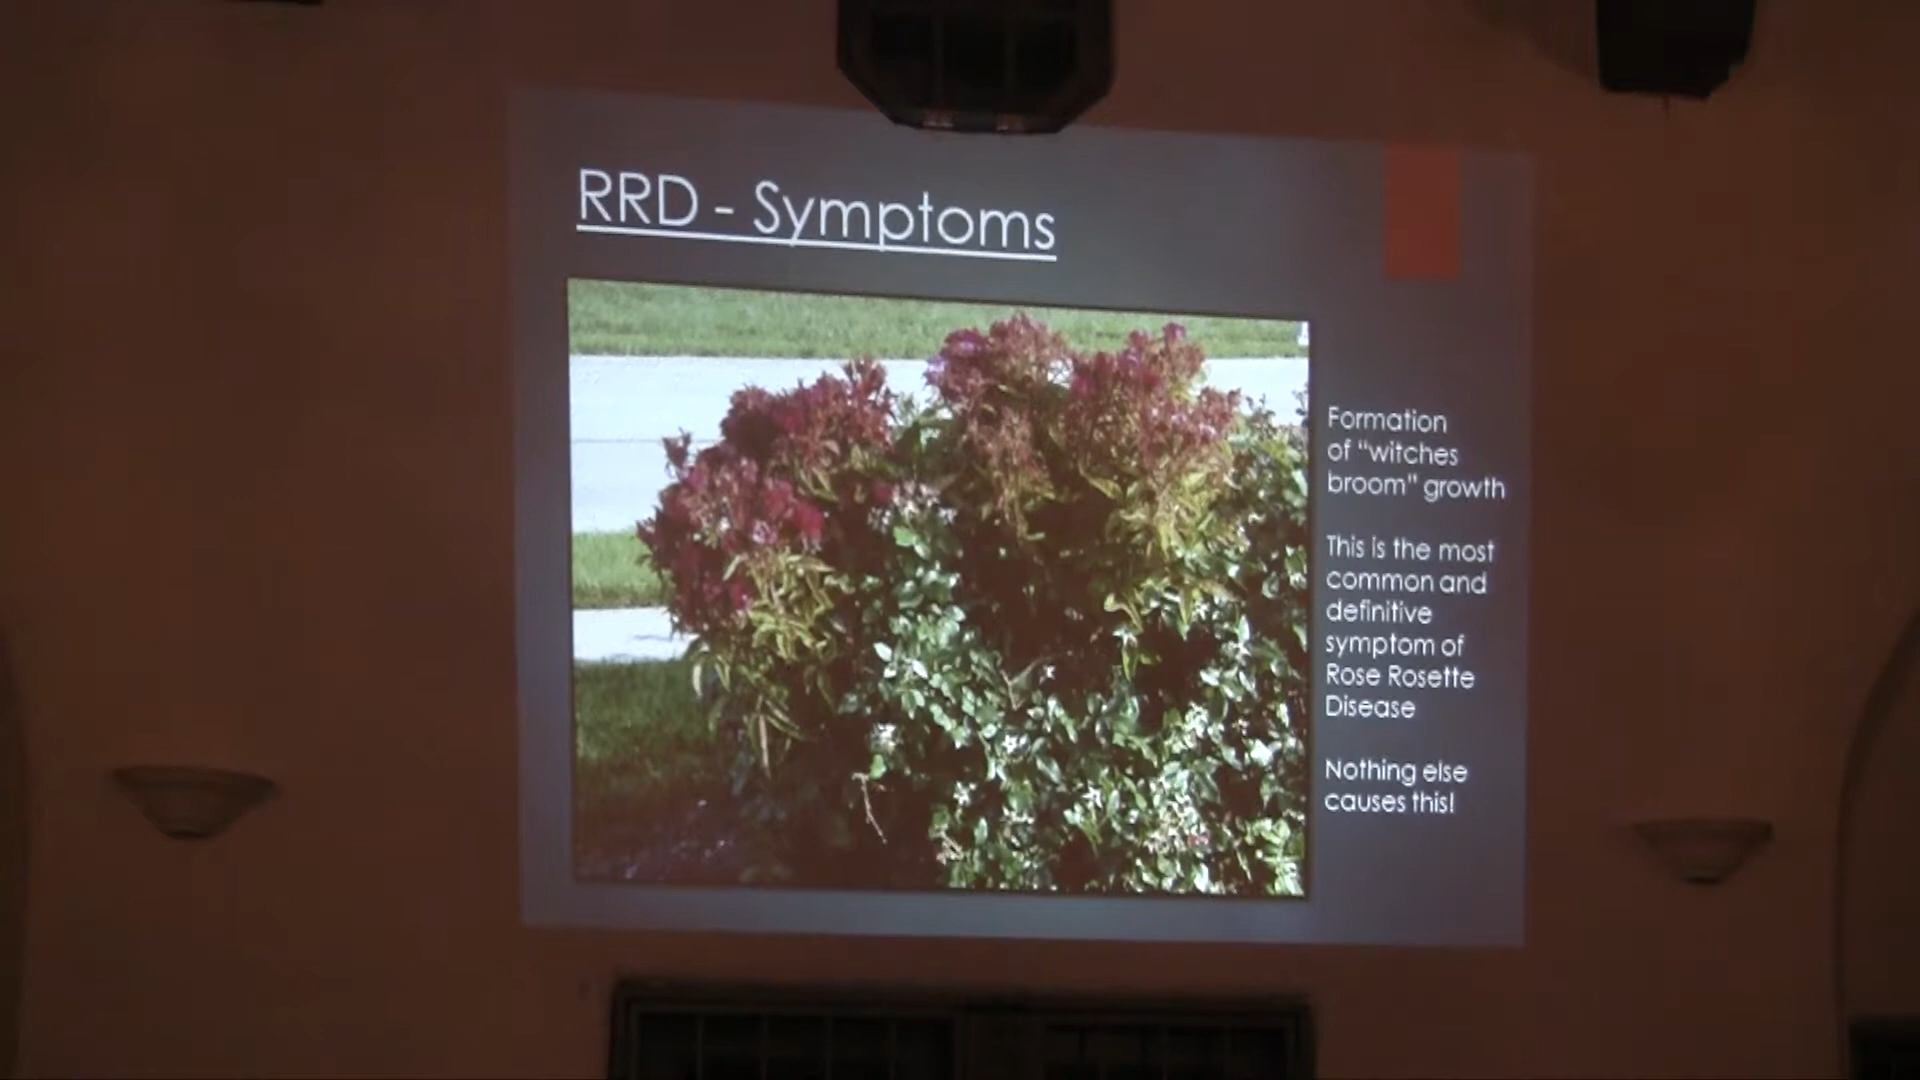 RRD - Symptoms
Formation
of "witches
broom" growth
This is the most
common and
definitive
symptom of
Rose Rosette
Disease
Nothing else
causes this!